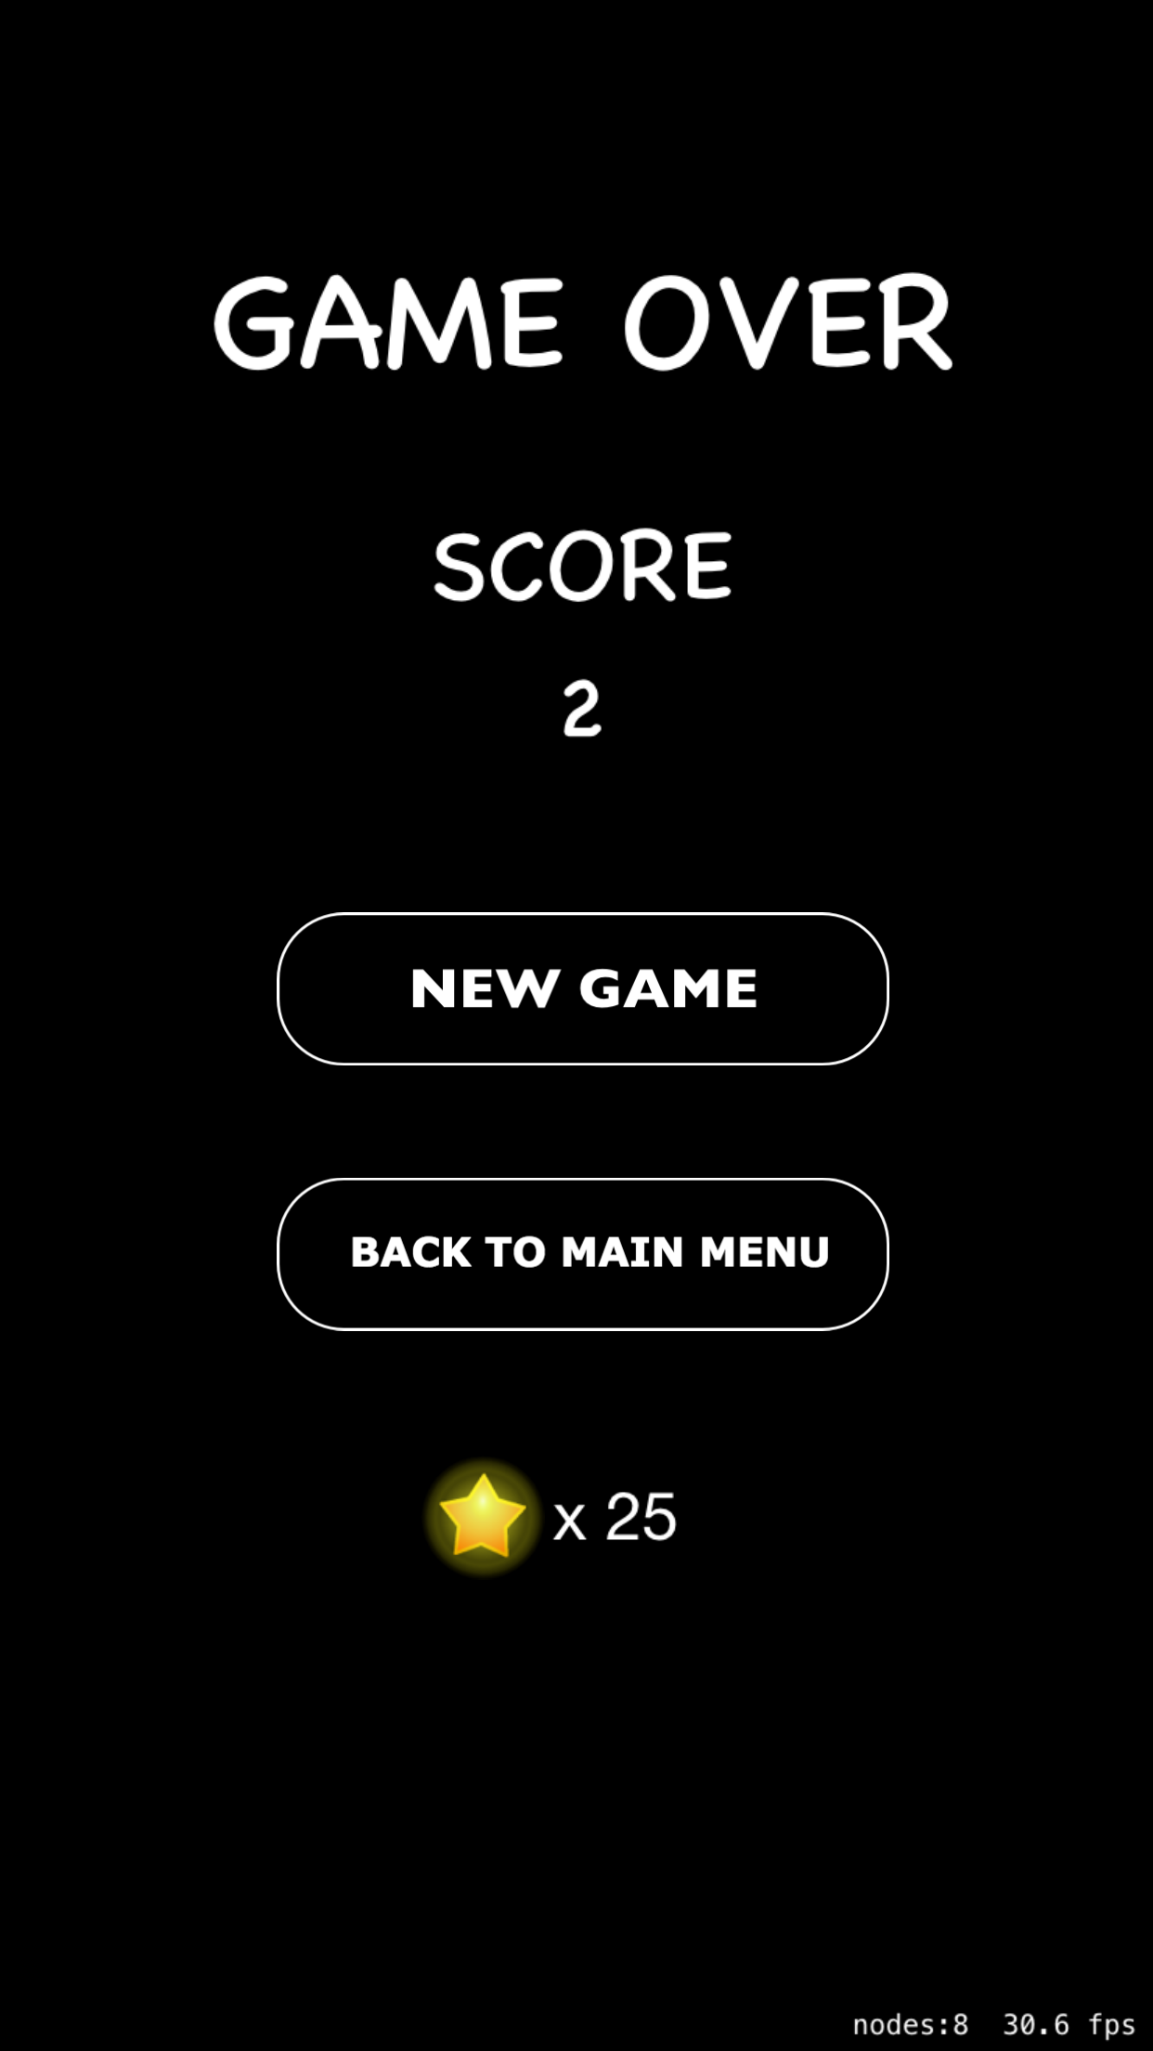 GAME OVER
SCORE
2
NEW GAME
BACK TO MAIN MENU
x 25
nodes:8 30.6 fps